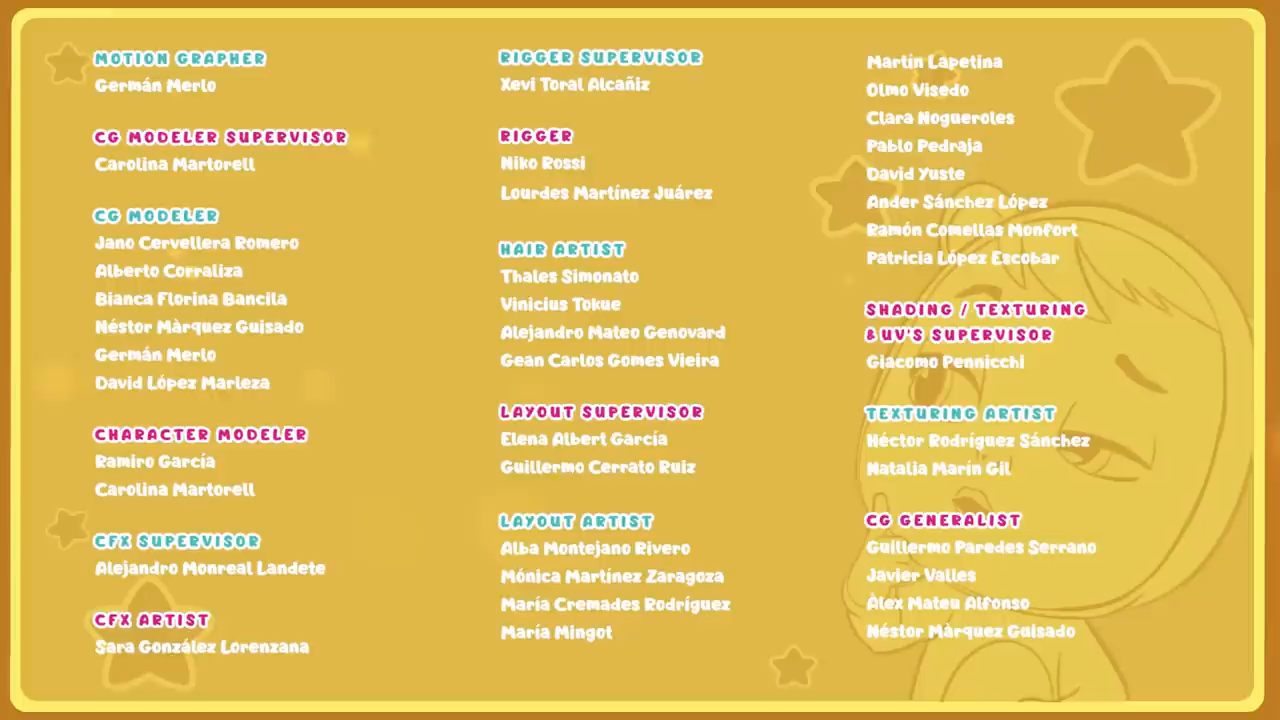 MOTION GRAPHER
Germán Merlo
CG MODELER SUPERVISOR
Carolina Martorell
CG MODELER
Jano Cervellera Romero
Alberto Corraliza
Bianca Florina Bancila
Néstor Màrquez Guisado
Germán Merlo
David López Marleza
CHARACTER MODELER
Ramiro García
Carolina Martorell
CFX SUPERVISOR
Alejandro Monreal Landete
CFX ARTIST
Sara González Lorenzana
RIGGER SUPERVISOR
Xevi Toral Alcañiz
RIGGER
Niko Rossi
Lourdes Martínez Juárez
HAIR ARTIST
Thales Simonato
Vinicius Tokue
Alejandro Mateo Genovard
Gean Carlos Gomes Vieira
LAYOUT SUPERVISOR
Elena Albert García
Guillermo Cerrato Ruiz
LAYOUT ARTIST
Alba Montejano Rivero
Mónica Martínez Zaragoza
María Cremades Rodríguez
María Mingot
Martín Lapetina
Olmo Visedo
Clara Nogueroles
Pablo Pedraja
David Yuste
Ander Sánchez López
Ramón Comellas Monfort
Patricia López Escobar
SHADING / TEXTURING
& UV'S SUPERVISOR
Giacomo Pennicchi
TEXTURING ARTIST
Héctor Rodríguez Sánchez
Natalia Marín Gil
CG GENERALIST
Guillermo Paredes Serrano
Javier Valles
Àlex Mateu Alfonso
Néstor Màrquez Guisado